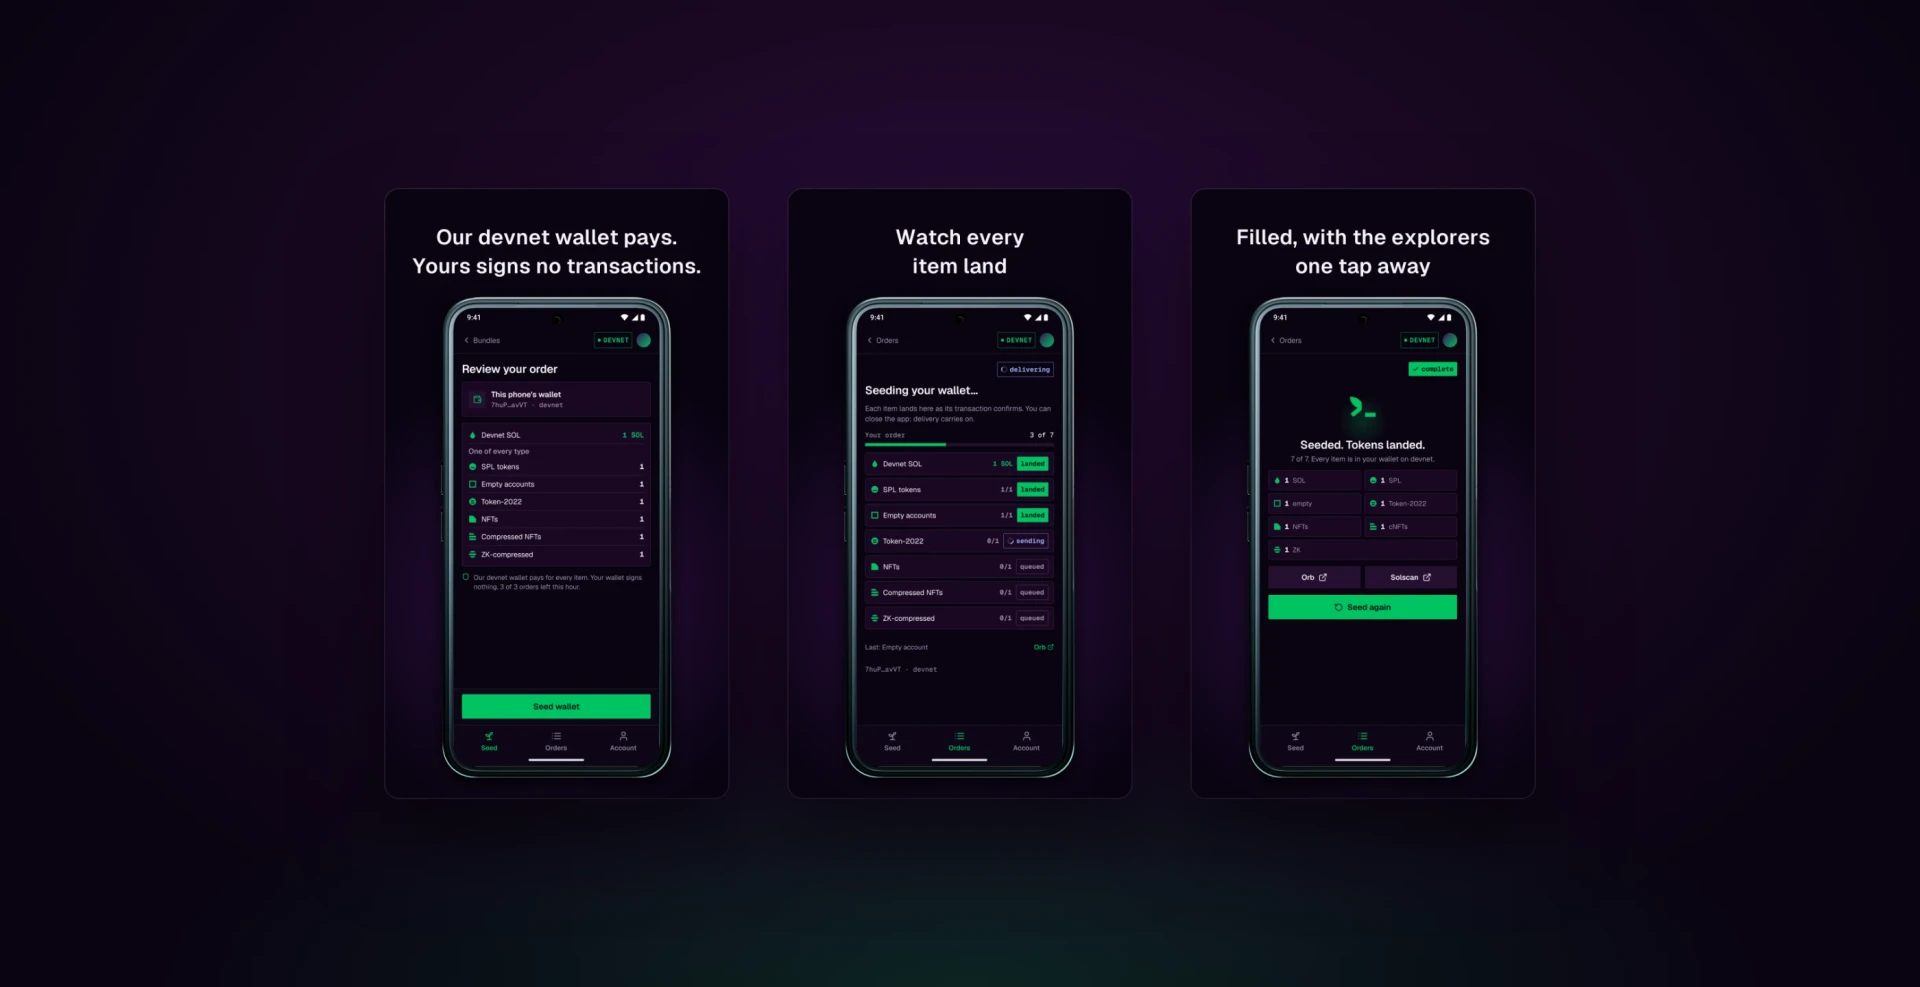 Our devnet wallet pays.
Yours signs no transactions.
9:41
Bundles
DEVNET
Review your order
This phone's wallet
7huP…avVT · devnet
Devnet SOL 1 SOL
One of every type
SPL tokens 1
Empty accounts 1
Token-2022 1
NFTs 1
Compressed NFTs 1
ZK-compressed 1
Our devnet wallet pays for every item. Your wallet signs
nothing. 3 of 3 orders left this hour.
Seed wallet
Seed Orders Account
Watch every
item land
9:41
Orders
DEVNET
delivering
Seeding your wallet…
Each item lands here as its transaction confirms. You can
close the app: delivery carries on.
Your order 3 of 7
Devnet SOL 1 SOL landed
SPL tokens 1/1 landed
Empty accounts 1/1 landed
Token-2022 0/1 sending
NFTs 0/1 queued
Compressed NFTs 0/1 queued
ZK-compressed 0/1 queued
Last: Empty account Orb
7huP…avVT · devnet
Seed Orders Account
Filled, with the explorers
one tap away
9:41
Orders
DEVNET
complete
Seeded. Tokens landed.
7 of 7. Every item is in your wallet on devnet.
1 SOL 1 SPL
1 empty 1 Token-2022
1 NFTs 1 cNFTs
1 ZK
Orb Solscan
Seed again
Seed Orders Account